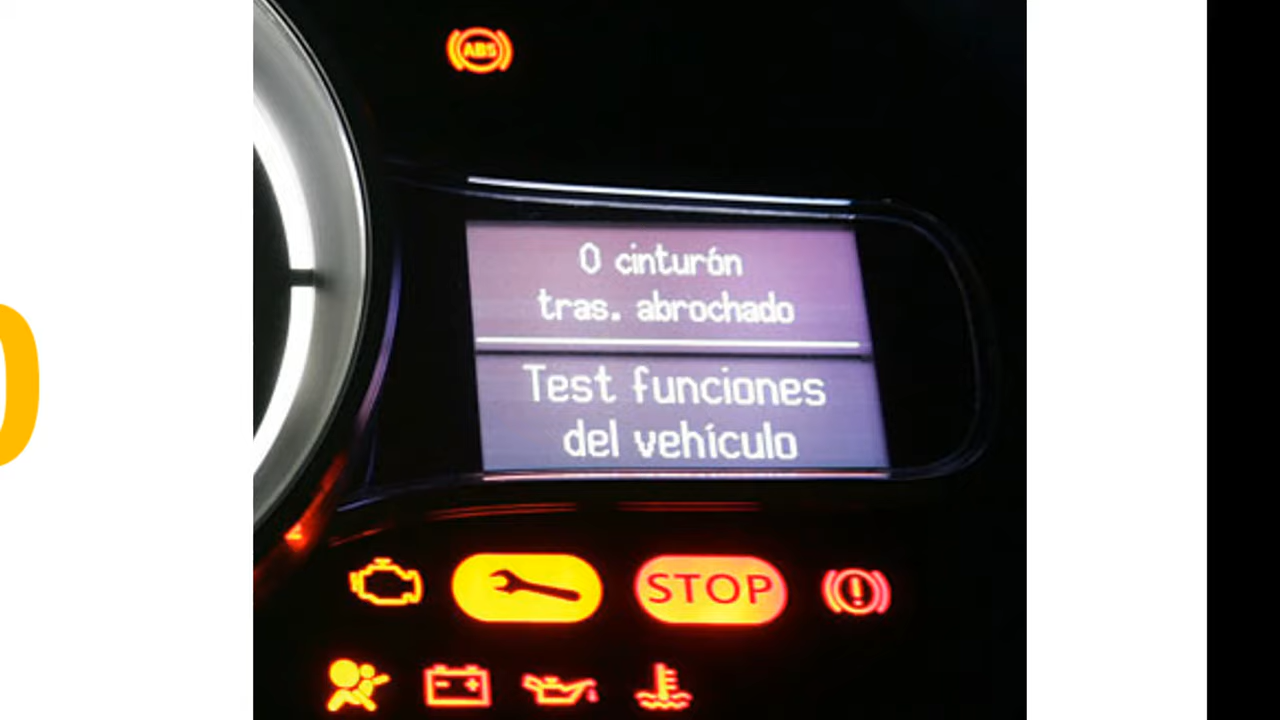 ABS
0 cinturón
tras. abrochado
Test funciones
del vehículo
STOP